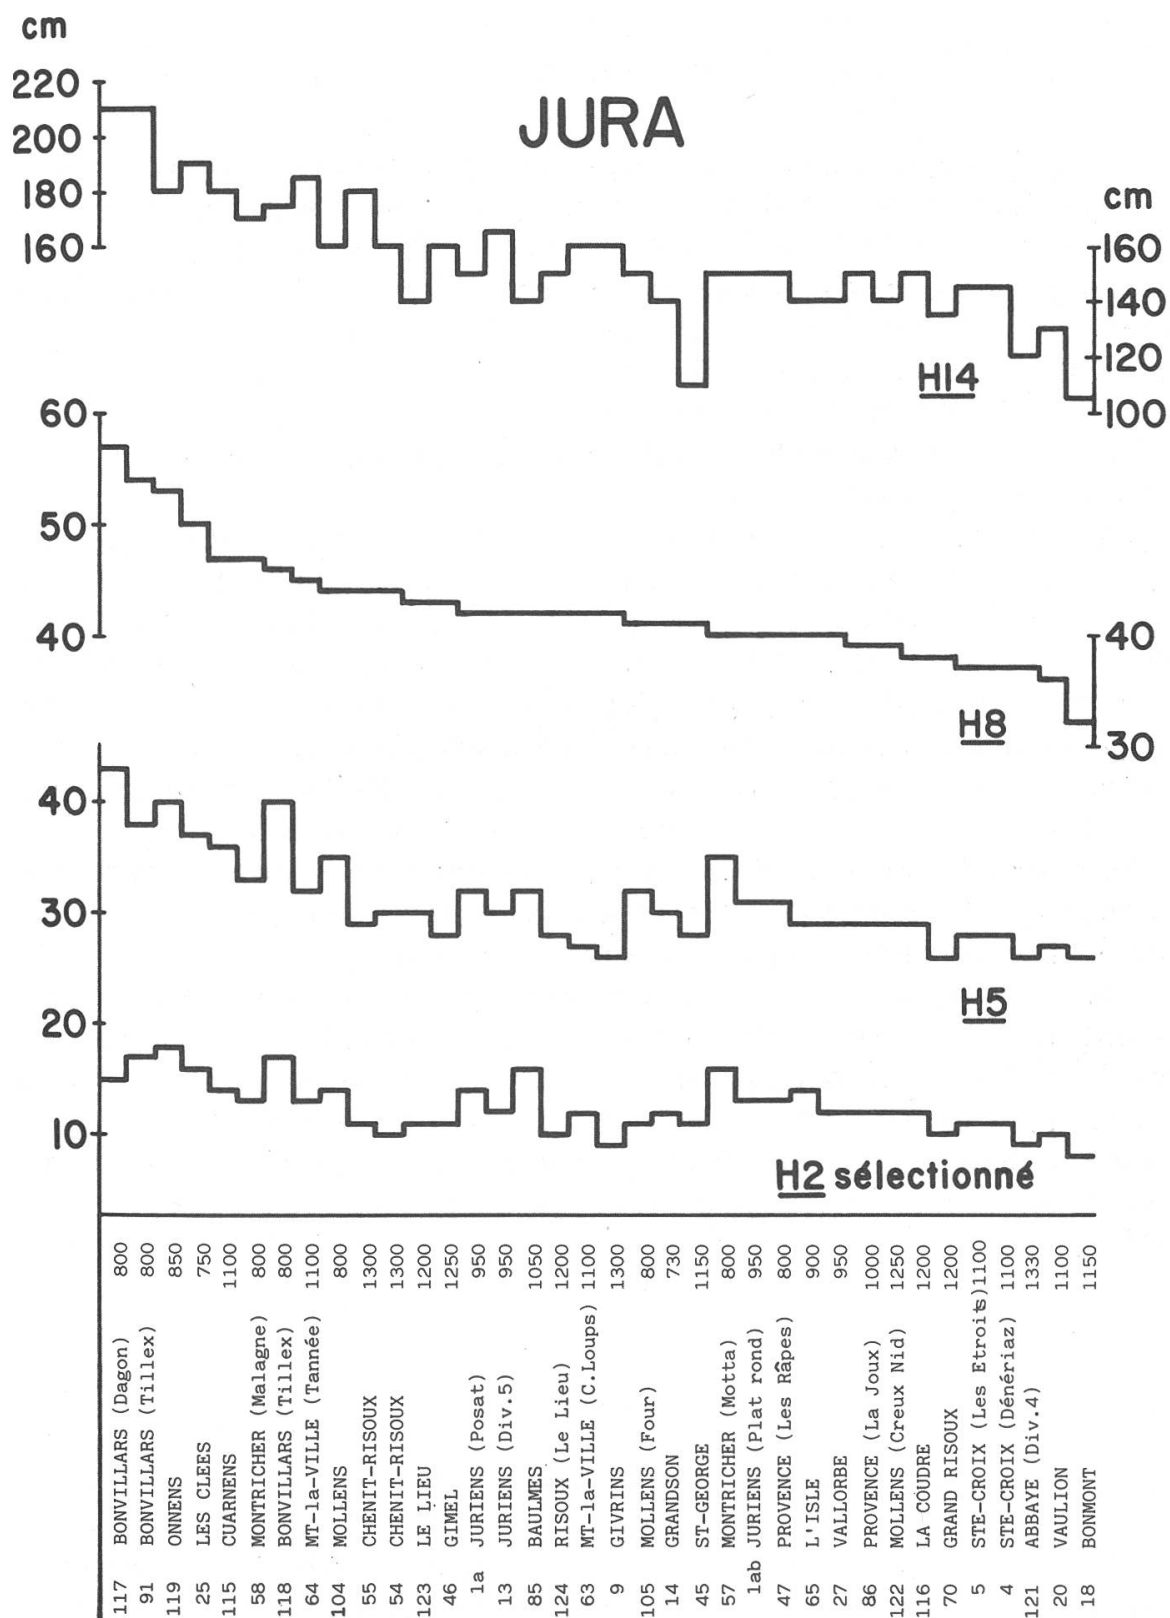 cm
220
200
180
160
JURA
cm
160
140
120
100
H14
60
50
40
40
30
H8
40
30
20
10
H5
H2 sélectionné
117 BONVILLARS (Dagon) 800
91 BONVILLARS (Tillex) 800
119 ONNENS 850
25 LES CLEES 750
115 CUARNENS 1100
58 MONTRICHER (Malagne) 800
118 BONVILLARS (Tillex) 800
64 MT-la-VILLE (Tannée) 1100
104 MOLLENS 800
55 CHENIT-RISOUX 1300
54 CHENIT-RISOUX 1300
123 LE LIEU 1200
46 GIMEL 1250
1a JURIENS (Posat) 950
13 JURIENS (Div.5) 950
85 BAULMES 1050
124 RISOUX (Le Lieu) 1200
63 MT-la-VILLE (C.Loups) 1100
9 GIVRINS 1300
105 MOLLENS (Four) 800
14 GRANDSON 730
45 ST-GEORGE 1150
57 MONTRICHER (Motta) 800
1ab JURIENS (Plat rond) 950
47 PROVENCE (Les Râpes) 800
65 L'ISLE 900
27 VALLORBE 950
86 PROVENCE (La Joux) 1000
122 MOLLENS (Creux Nid) 1250
116 LA COUDRE 1200
70 GRAND RISOUX 1200
5 STE-CROIX (Les Etroits) 1100
4 STE-CROIX (Dénériaz) 1100
121 ABBAYE (Div.4) 1330
20 VAULION 1100
18 BONMONT 1150